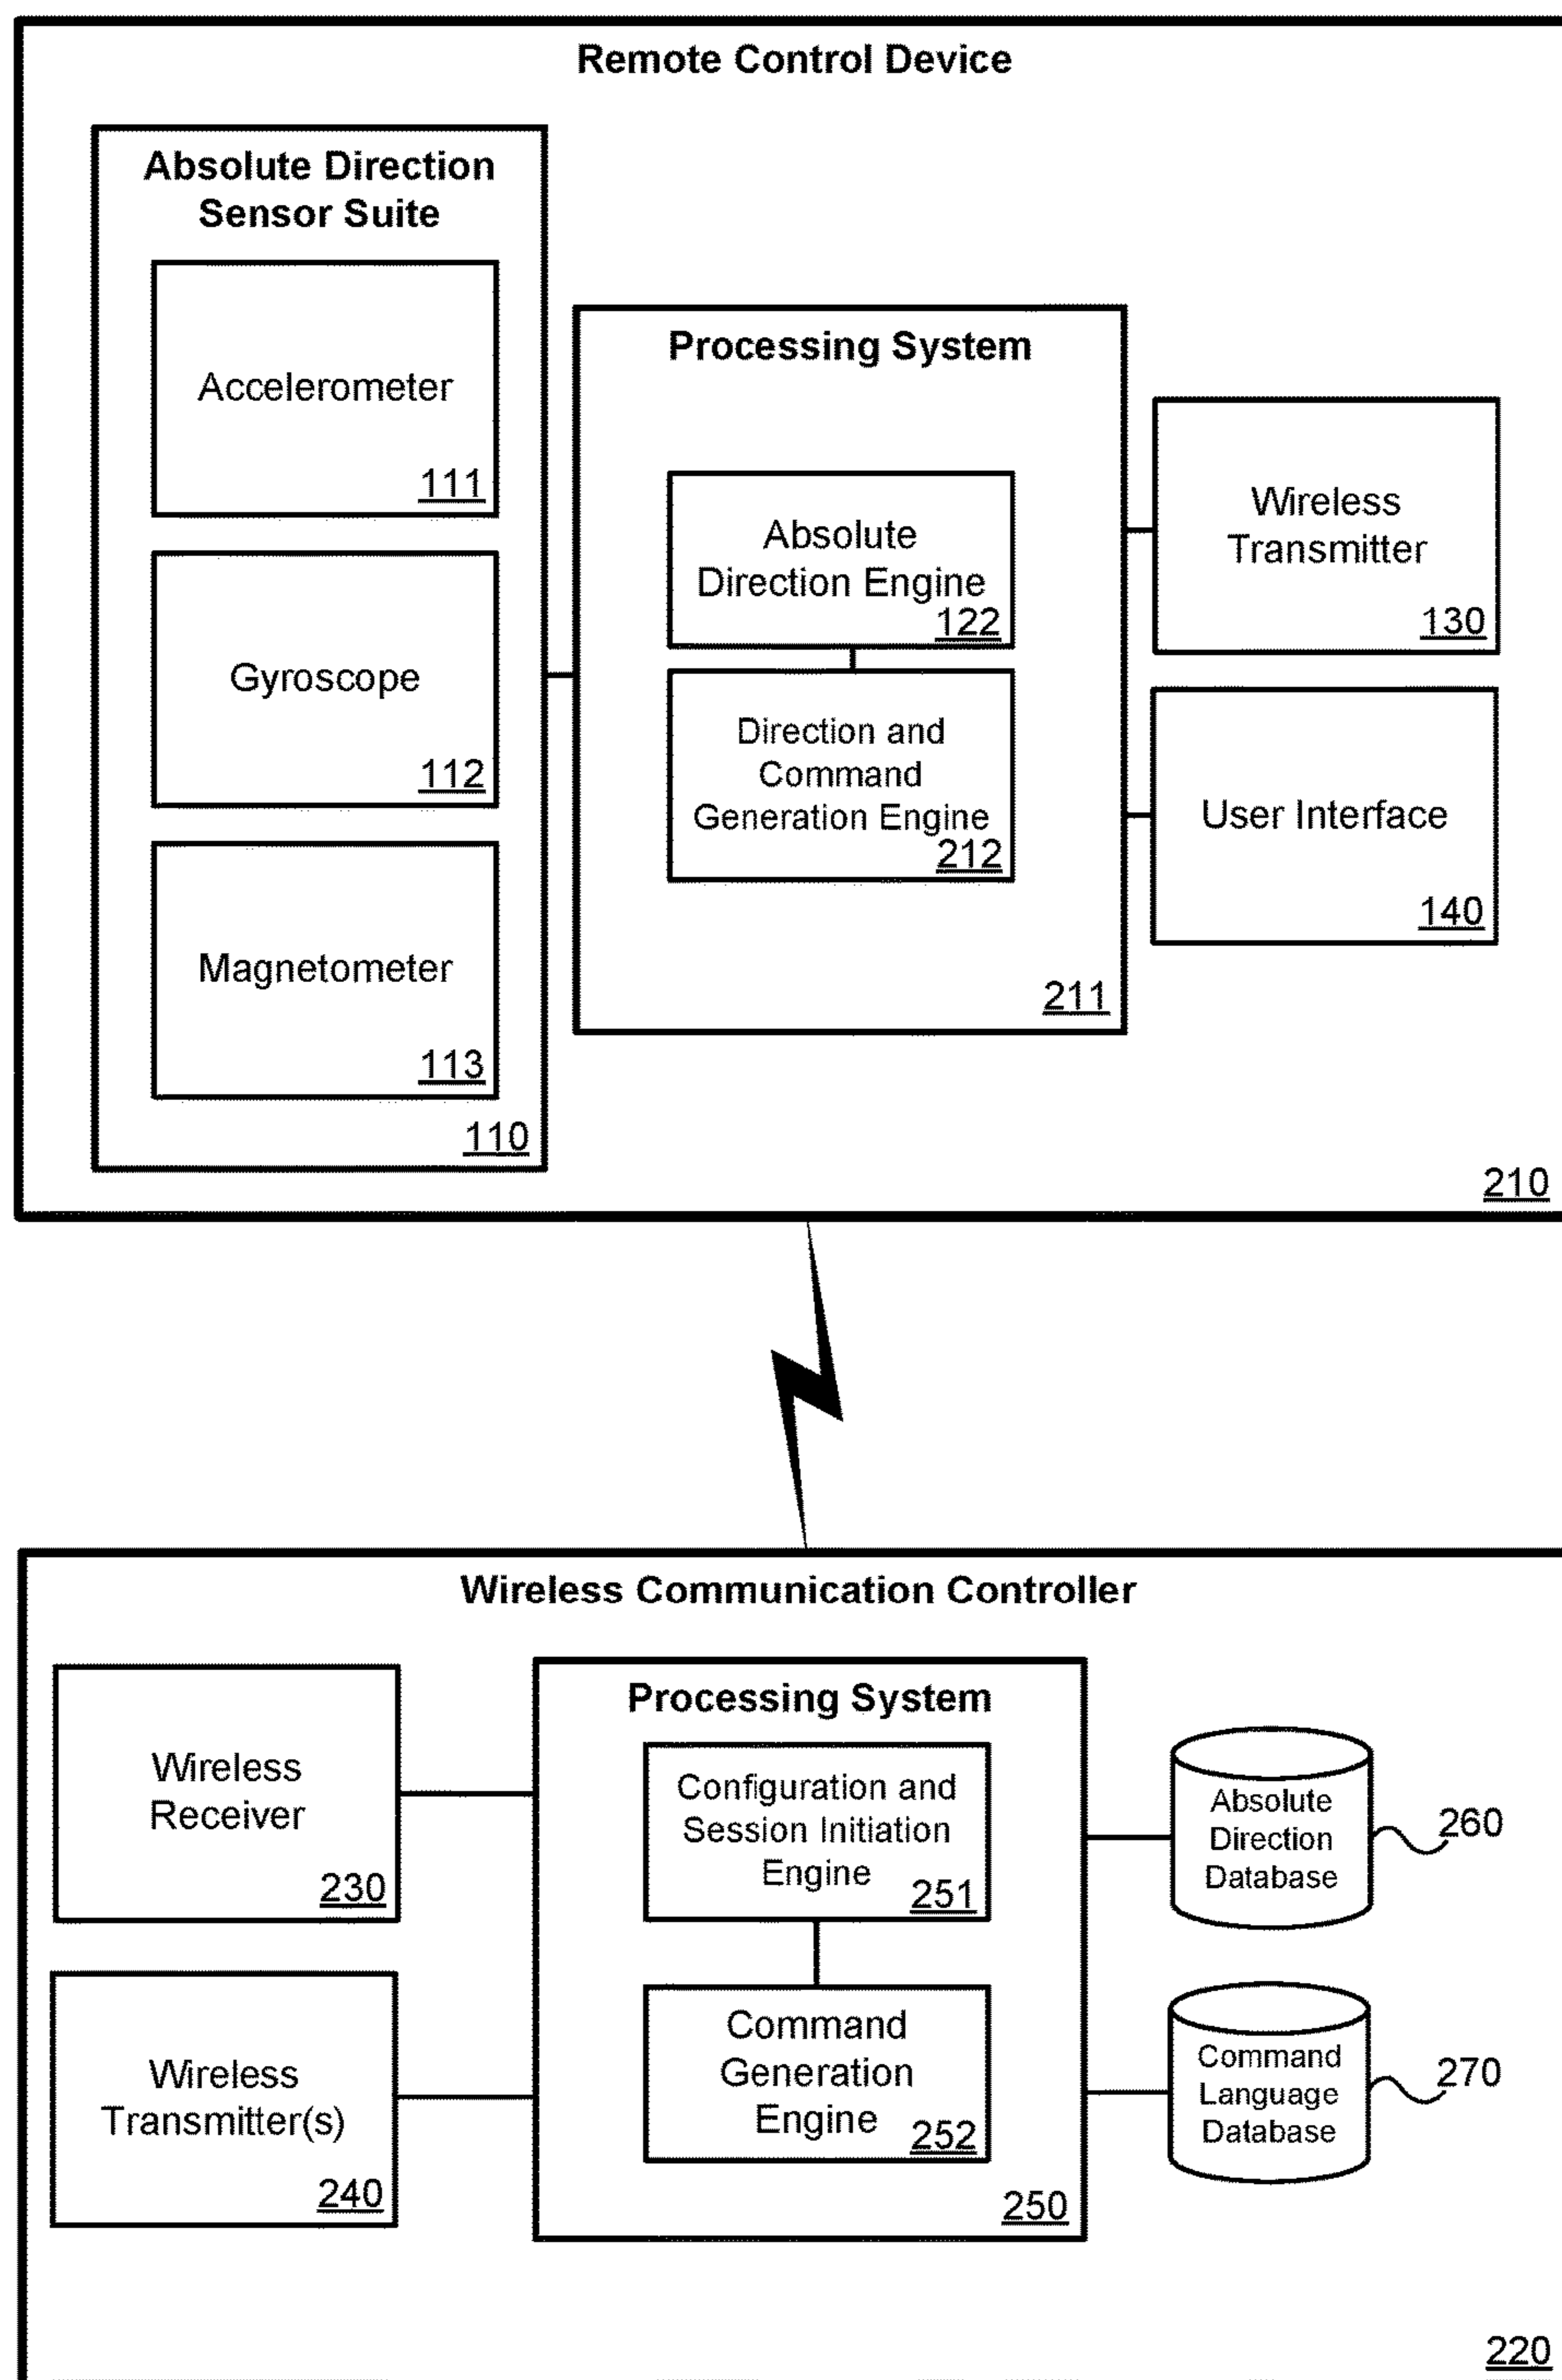 Remote Control Device
Absolute Direction
Sensor Suite
Accelerometer
111
Gyroscope
112
Magnetometer
113
110
Processing System
Absolute
Direction Engine
122
Direction and
Command
Generation Engine
212
211
Wireless
Transmitter
130
User Interface
140
210
Wireless Communication Controller
Wireless
Receiver
230
Wireless
Transmitter(s)
240
Processing System
Configuration and
Session Initiation
Engine
251
Command
Generation
Engine
252
250
Absolute
Direction
Database
260
Command
Language
Database
270
220